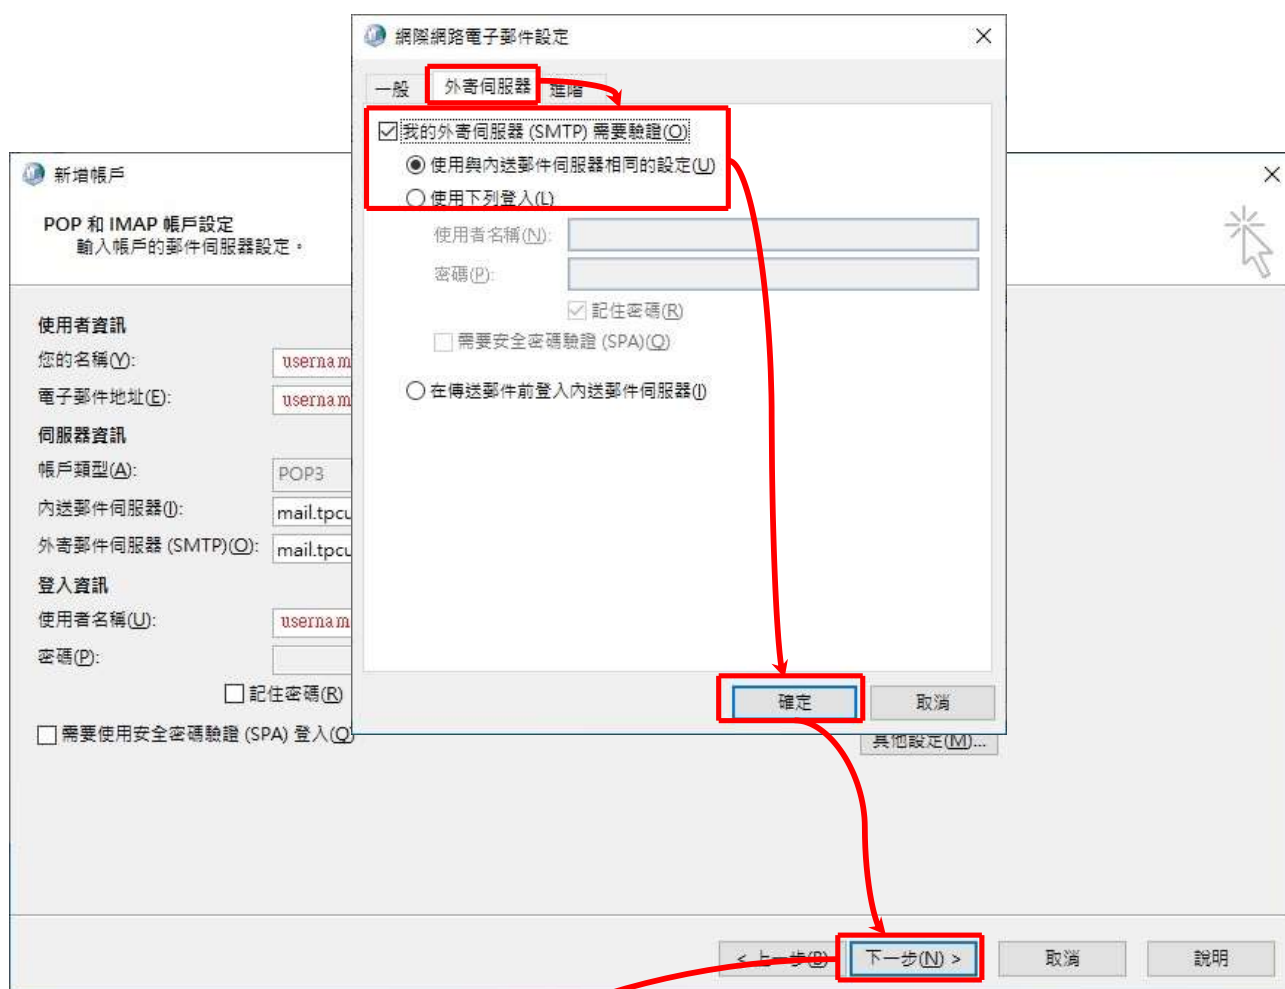 網際網路電子郵件設定
一般 外寄伺服器 進階
我的外寄伺服器 (SMTP) 需要驗證(O)
使用與內送郵件伺服器相同的設定(U)
使用下列登入(L)
使用者名稱(N):
密碼(P):
記住密碼(R)
需要安全密碼驗證 (SPA)(Q)
在傳送郵件前登入內送郵件伺服器(I)
確定 取消
新增帳戶
POP 和 IMAP 帳戶設定
輸入帳戶的郵件伺服器設定。
使用者資訊
您的名稱(Y): usernam
電子郵件地址(E): usernam
伺服器資訊
帳戶類型(A): POP3
內送郵件伺服器(I): mail.tpcu
外寄郵件伺服器 (SMTP)(O): mail.tpcu
登入資訊
使用者名稱(U): usernam
密碼(P):
記住密碼(R)
需要使用安全密碼驗證 (SPA) 登入(Q)
其他設定(M)...
< 上一步(B) 下一步(N) > 取消 說明